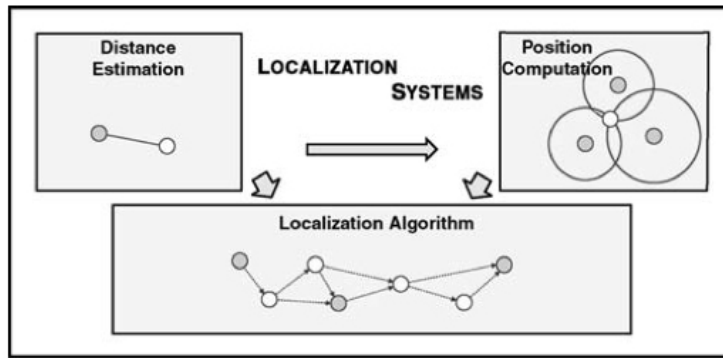 Distance
Estimation
LOCALIZATION
SYSTEMS
Position
Computation
Localization Algorithm